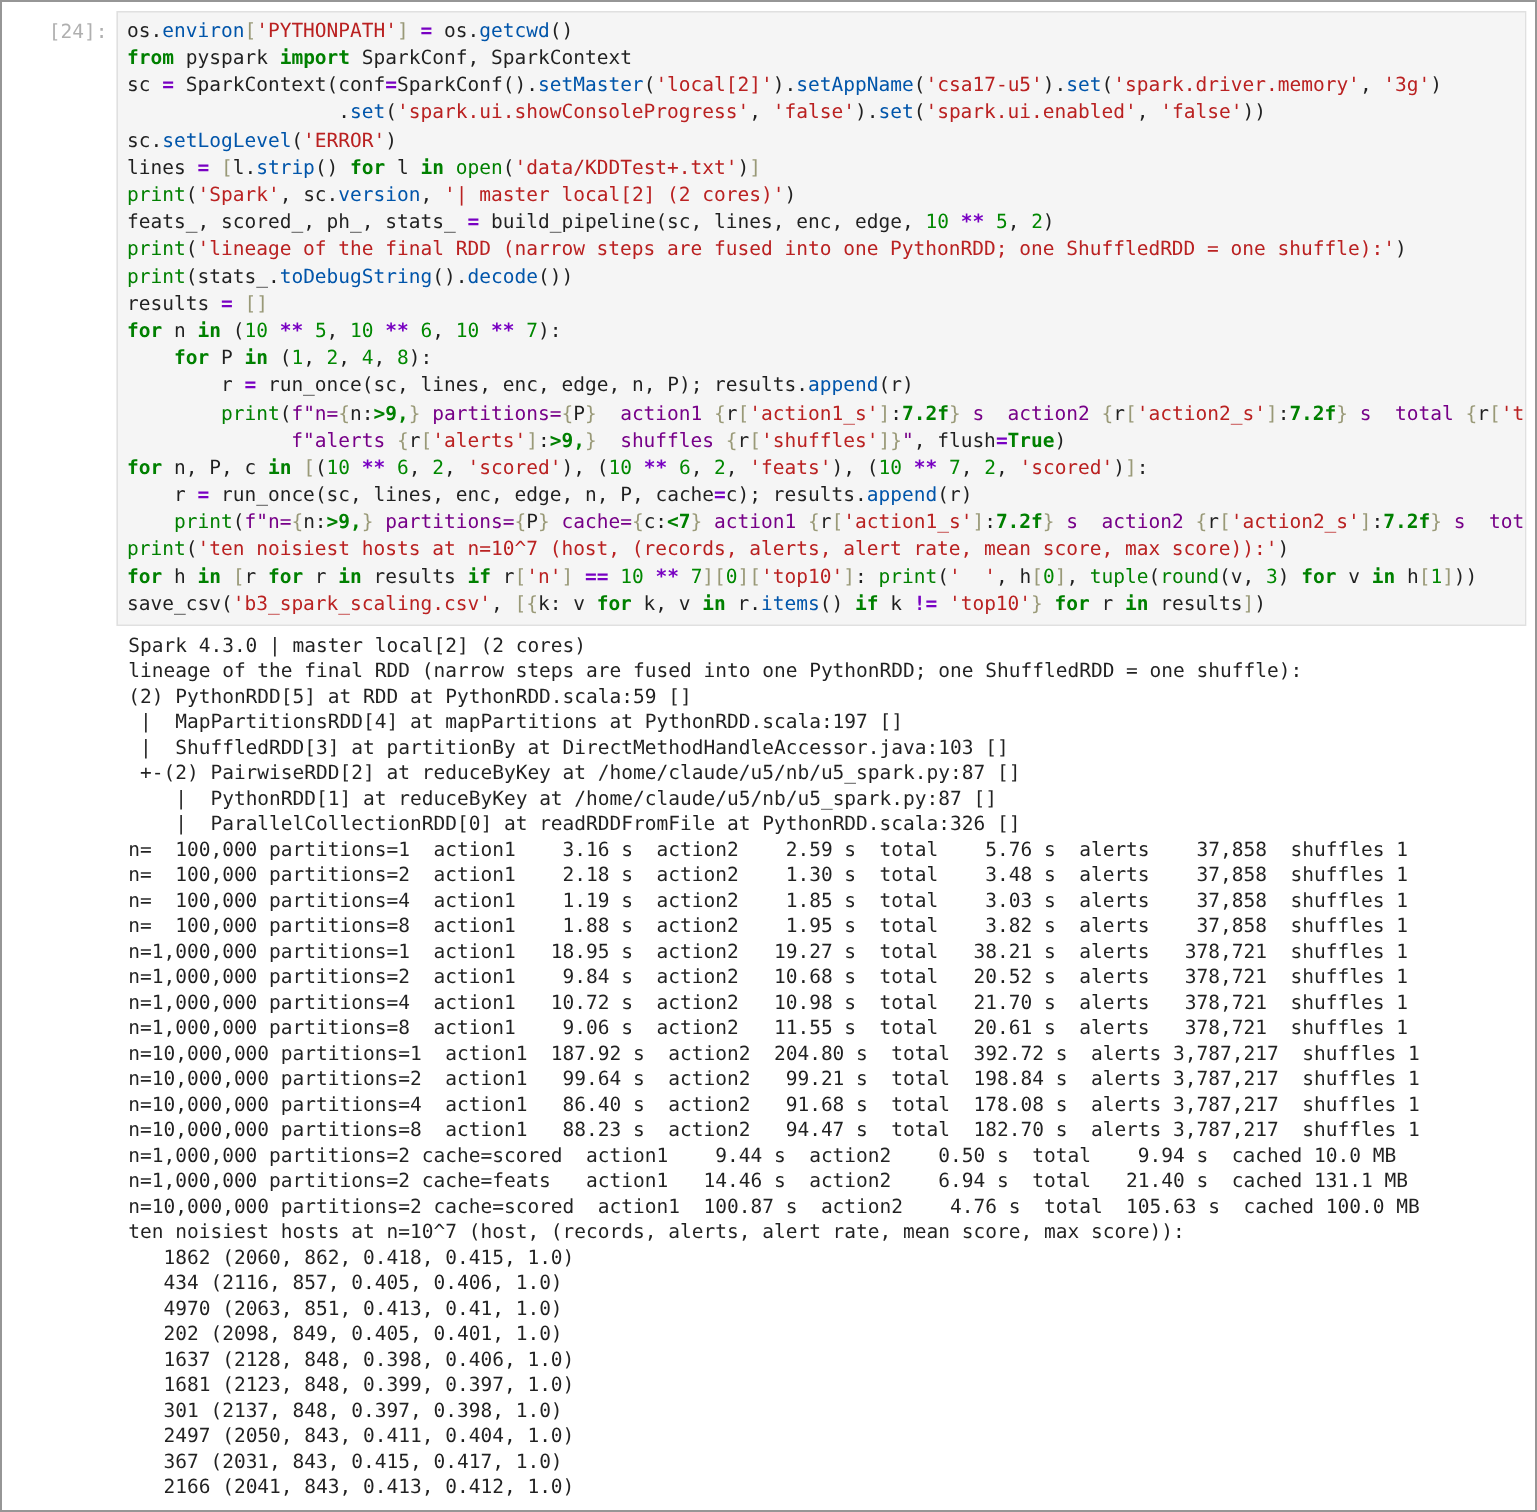 [24]: os.environ['PYTHONPATH'] = os.getcwd()
from pyspark import SparkConf, SparkContext
sc = SparkContext(conf=SparkConf().setMaster('local[2]').setAppName('csa17-u5').set('spark.driver.memory', '3g')
                  .set('spark.ui.showConsoleProgress', 'false').set('spark.ui.enabled', 'false'))
sc.setLogLevel('ERROR')
lines = [l.strip() for l in open('data/KDDTest+.txt')]
print('Spark', sc.version, '| master local[2] (2 cores)')
feats_, scored_, ph_, stats_ = build_pipeline(sc, lines, enc, edge, 10 ** 5, 2)
print('lineage of the final RDD (narrow steps are fused into one PythonRDD; one ShuffledRDD = one shuffle):')
print(stats_.toDebugString().decode())
results = []
for n in (10 ** 5, 10 ** 6, 10 ** 7):
    for P in (1, 2, 4, 8):
        r = run_once(sc, lines, enc, edge, n, P); results.append(r)
        print(f"n={n:>9,} partitions={P}  action1 {r['action1_s']:7.2f} s  action2 {r['action2_s']:7.2f} s  total {r['t
              f"alerts {r['alerts']:>9,}  shuffles {r['shuffles']}", flush=True)
for n, P, c in [(10 ** 6, 2, 'scored'), (10 ** 6, 2, 'feats'), (10 ** 7, 2, 'scored')]:
    r = run_once(sc, lines, enc, edge, n, P, cache=c); results.append(r)
    print(f"n={n:>9,} partitions={P} cache={c:<7} action1 {r['action1_s']:7.2f} s  action2 {r['action2_s']:7.2f} s  tot
print('ten noisiest hosts at n=10^7 (host, (records, alerts, alert rate, mean score, max score)):')
for h in [r for r in results if r['n'] == 10 ** 7][0]['top10']: print('  ', h[0], tuple(round(v, 3) for v in h[1]))
save_csv('b3_spark_scaling.csv', [{k: v for k, v in r.items() if k != 'top10'} for r in results])
Spark 4.3.0 | master local[2] (2 cores)
lineage of the final RDD (narrow steps are fused into one PythonRDD; one ShuffledRDD = one shuffle):
(2) PythonRDD[5] at RDD at PythonRDD.scala:59 []
 |  MapPartitionsRDD[4] at mapPartitions at PythonRDD.scala:197 []
 |  ShuffledRDD[3] at partitionBy at DirectMethodHandleAccessor.java:103 []
 +-(2) PairwiseRDD[2] at reduceByKey at /home/claude/u5/nb/u5_spark.py:87 []
    |  PythonRDD[1] at reduceByKey at /home/claude/u5/nb/u5_spark.py:87 []
    |  ParallelCollectionRDD[0] at readRDDFromFile at PythonRDD.scala:326 []
n=  100,000 partitions=1  action1    3.16 s  action2    2.59 s  total    5.76 s  alerts    37,858  shuffles 1
n=  100,000 partitions=2  action1    2.18 s  action2    1.30 s  total    3.48 s  alerts    37,858  shuffles 1
n=  100,000 partitions=4  action1    1.19 s  action2    1.85 s  total    3.03 s  alerts    37,858  shuffles 1
n=  100,000 partitions=8  action1    1.88 s  action2    1.95 s  total    3.82 s  alerts    37,858  shuffles 1
n=1,000,000 partitions=1  action1   18.95 s  action2   19.27 s  total   38.21 s  alerts   378,721  shuffles 1
n=1,000,000 partitions=2  action1    9.84 s  action2   10.68 s  total   20.52 s  alerts   378,721  shuffles 1
n=1,000,000 partitions=4  action1   10.72 s  action2   10.98 s  total   21.70 s  alerts   378,721  shuffles 1
n=1,000,000 partitions=8  action1    9.06 s  action2   11.55 s  total   20.61 s  alerts   378,721  shuffles 1
n=10,000,000 partitions=1  action1  187.92 s  action2  204.80 s  total  392.72 s  alerts 3,787,217  shuffles 1
n=10,000,000 partitions=2  action1   99.64 s  action2   99.21 s  total  198.84 s  alerts 3,787,217  shuffles 1
n=10,000,000 partitions=4  action1   86.40 s  action2   91.68 s  total  178.08 s  alerts 3,787,217  shuffles 1
n=10,000,000 partitions=8  action1   88.23 s  action2   94.47 s  total  182.70 s  alerts 3,787,217  shuffles 1
n=1,000,000 partitions=2 cache=scored  action1    9.44 s  action2    0.50 s  total    9.94 s  cached 10.0 MB
n=1,000,000 partitions=2 cache=feats   action1   14.46 s  action2    6.94 s  total   21.40 s  cached 131.1 MB
n=10,000,000 partitions=2 cache=scored  action1  100.87 s  action2    4.76 s  total  105.63 s  cached 100.0 MB
ten noisiest hosts at n=10^7 (host, (records, alerts, alert rate, mean score, max score)):
   1862 (2060, 862, 0.418, 0.415, 1.0)
   434 (2116, 857, 0.405, 0.406, 1.0)
   4970 (2063, 851, 0.413, 0.41, 1.0)
   202 (2098, 849, 0.405, 0.401, 1.0)
   1637 (2128, 848, 0.398, 0.406, 1.0)
   1681 (2123, 848, 0.399, 0.397, 1.0)
   301 (2137, 848, 0.397, 0.398, 1.0)
   2497 (2050, 843, 0.411, 0.404, 1.0)
   367 (2031, 843, 0.415, 0.417, 1.0)
   2166 (2041, 843, 0.413, 0.412, 1.0)